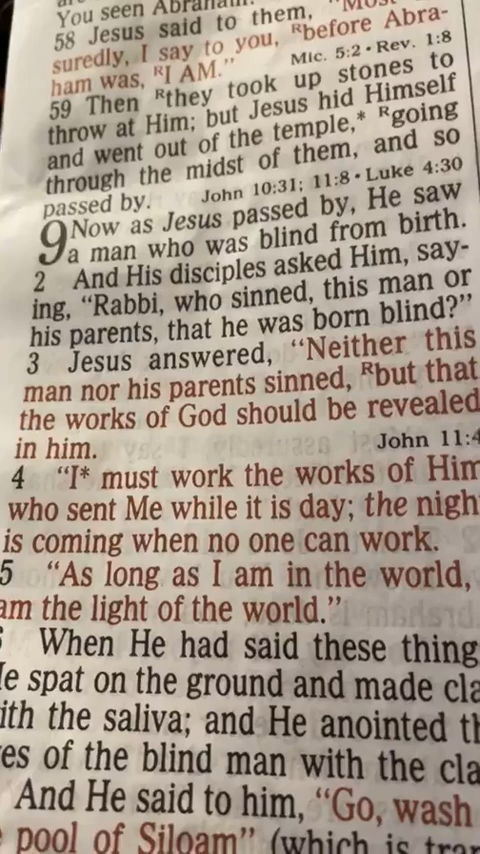 You seen Abraham
58 Jesus said to them, "Most
suredly, I say to you, ᴿbefore Abra-
ham was, ᴿI AM." Mic. 5:2 • Rev. 1:8
59 Then ᴿthey took up stones to
throw at Him; but Jesus hid Himself
and went out of the temple,* ᴿgoing
through the midst of them, and so
passed by. John 10:31; 11:8 • Luke 4:30
9 Now as Jesus passed by, He saw
a man who was blind from birth.
2 And His disciples asked Him, say-
ing, “Rabbi, who sinned, this man or
his parents, that he was born blind?”
3 Jesus answered, “Neither this
man nor his parents sinned, ᴿbut that
the works of God should be revealed
in him. John 11:4
4 “I* must work the works of Him
who sent Me while it is day; the nigh
is coming when no one can work.
5 “As long as I am in the world,
am the light of the world.”
When He had said these thing
He spat on the ground and made cla
ith the saliva; and He anointed th
es of the blind man with the cla
And He said to him, “Go, wash
pool of Siloam” (which is tran